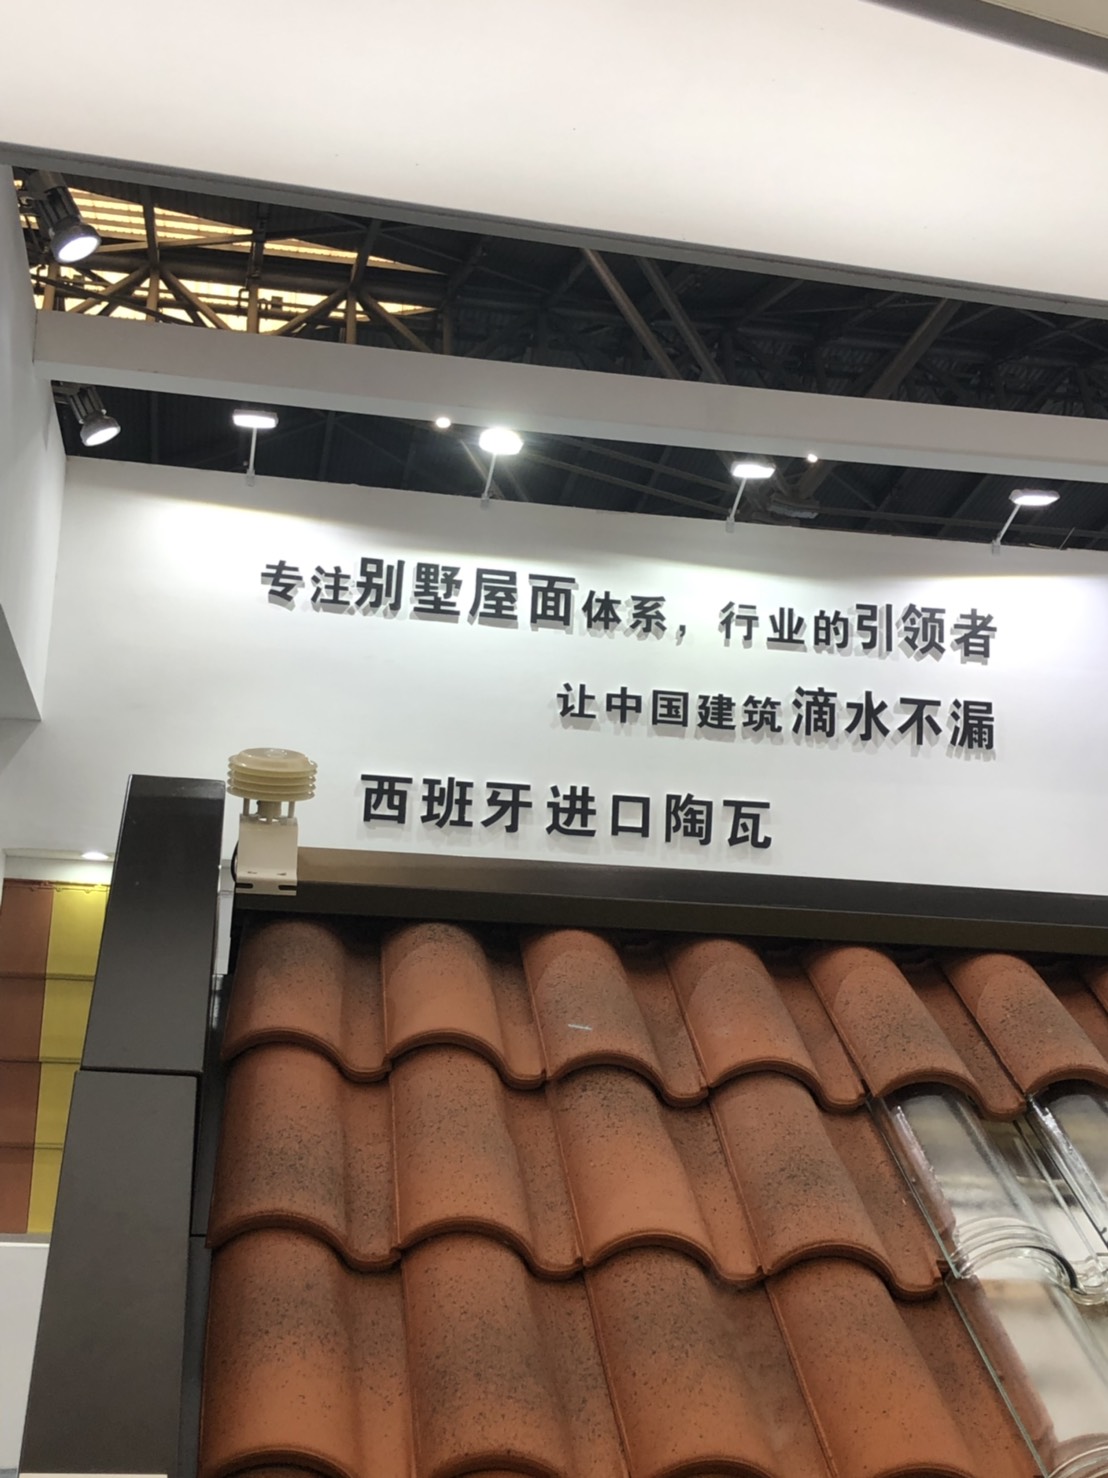 专注别墅屋面体系，行业的引领者
让中国建筑滴水不漏
西班牙进口陶瓦